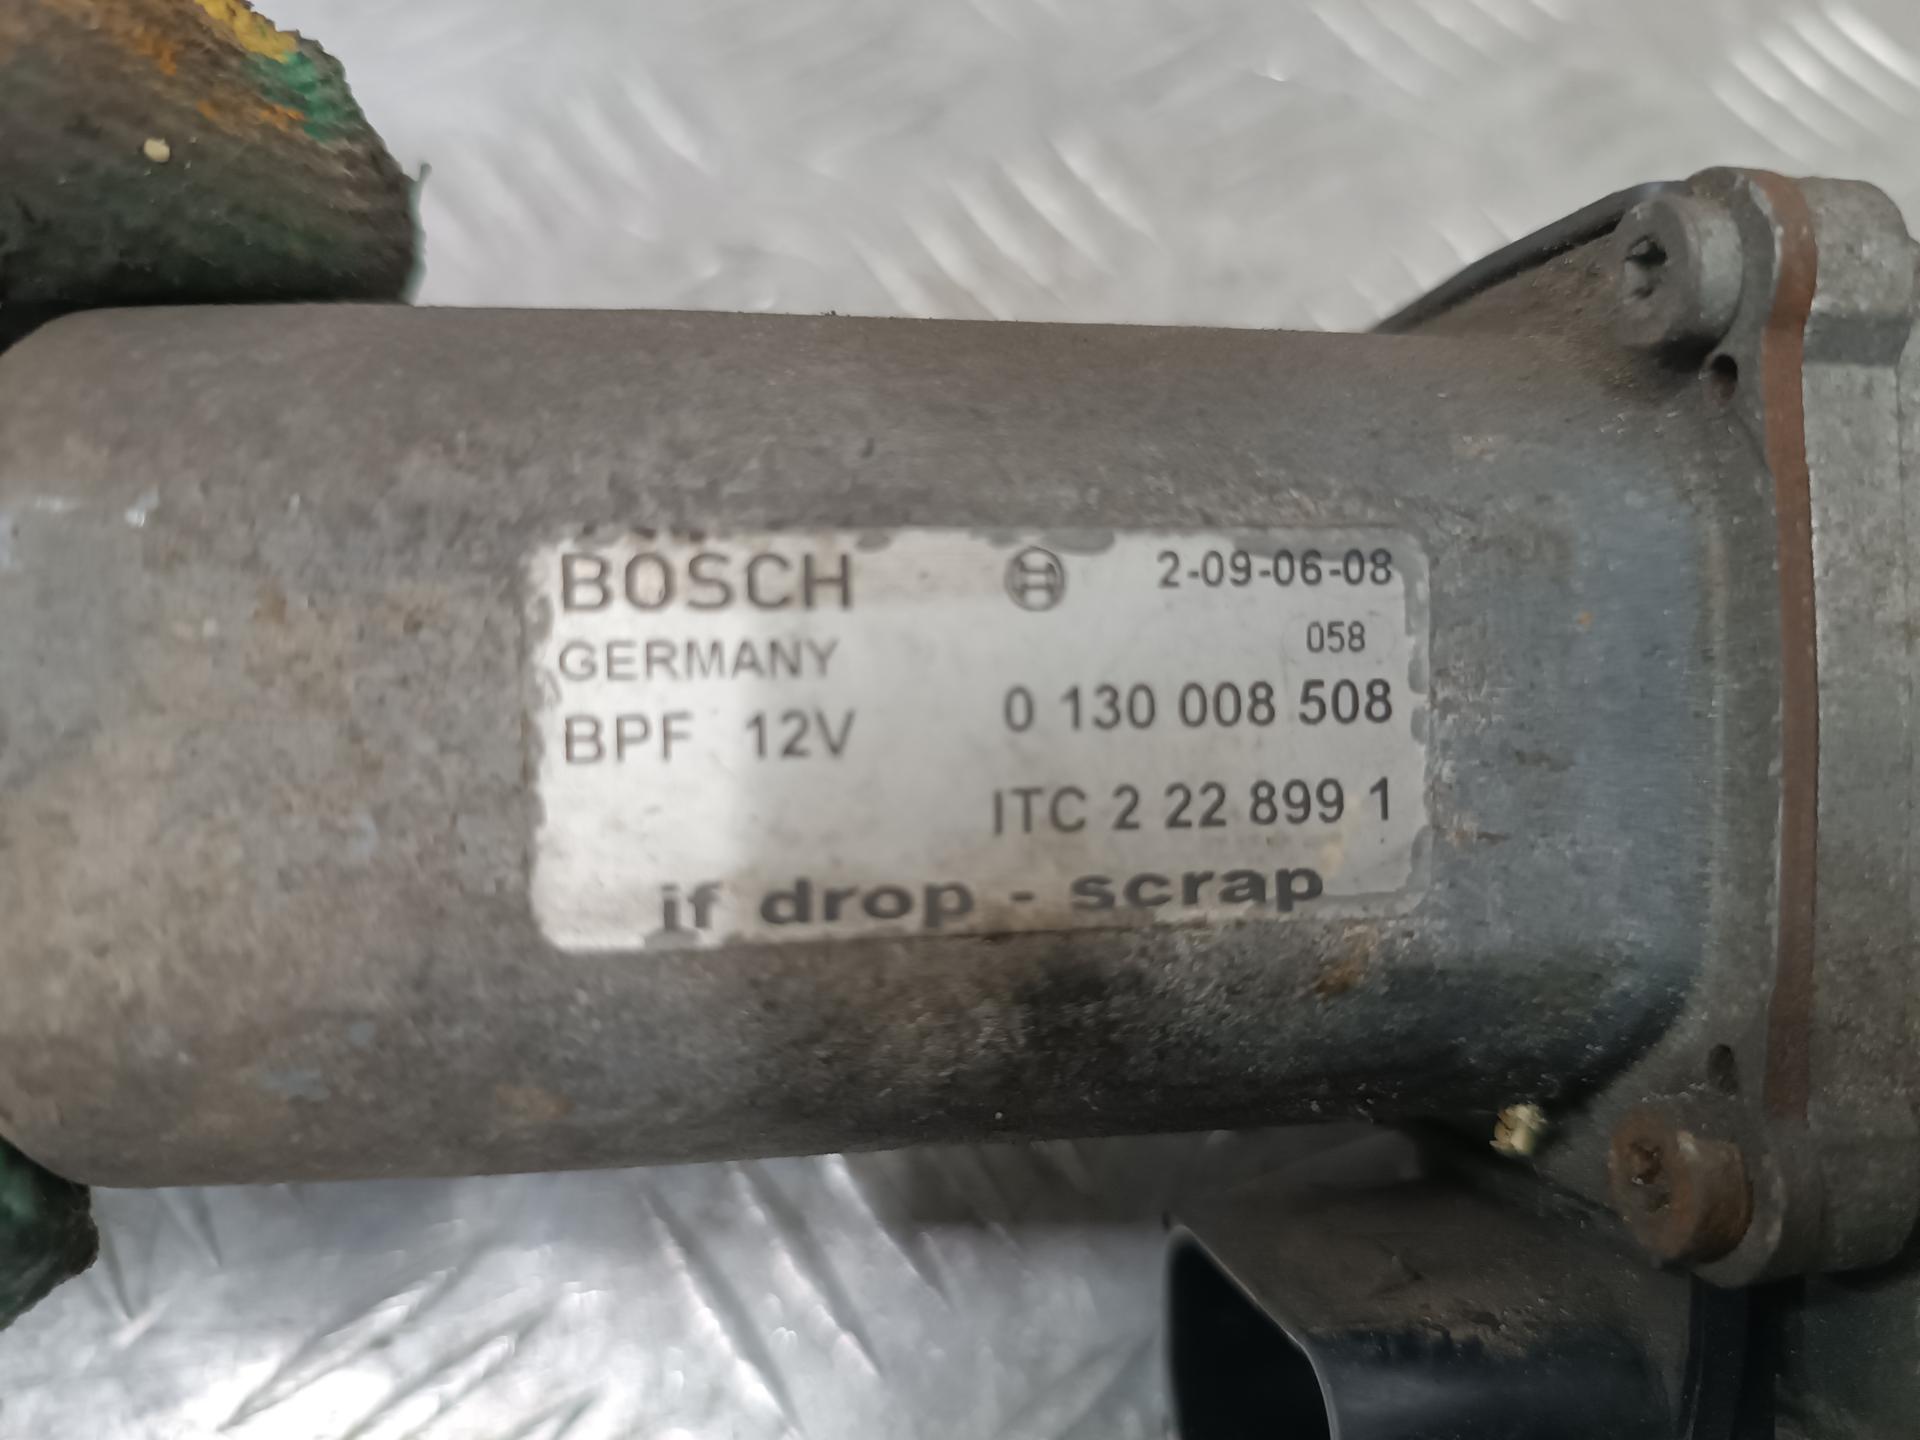 BOSCH 2-09-06-08
GERMANY 058
BPF 12V 0 130 008 508
ITC 2 22 899 1
if drop - scrap